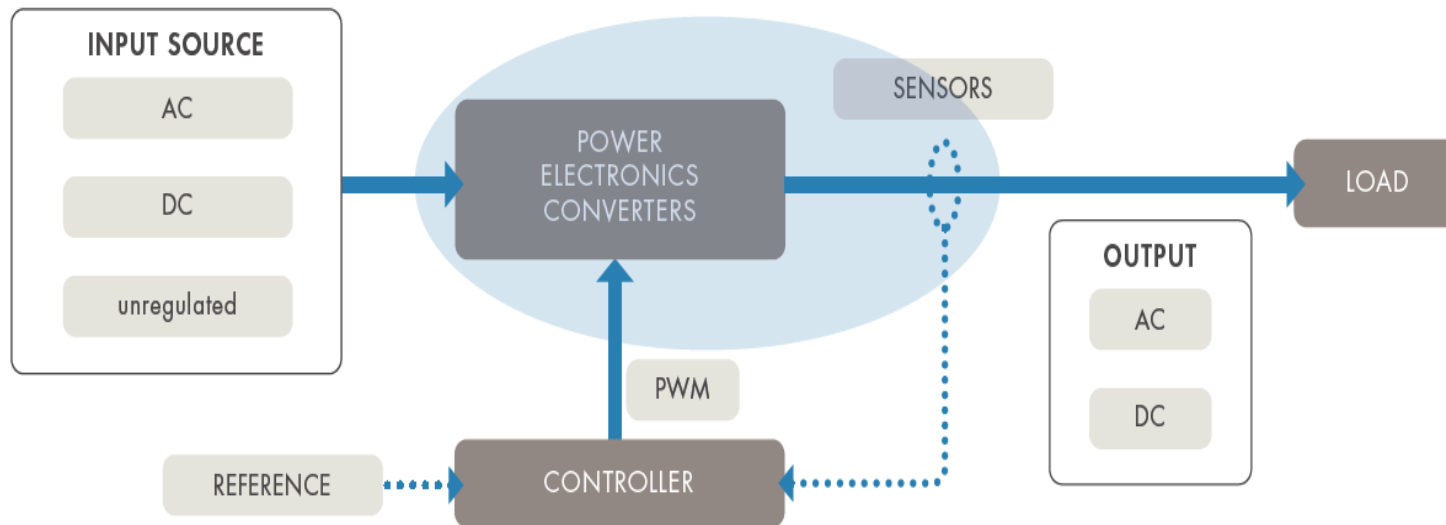 INPUT SOURCE
AC
DC
unregulated
POWER
ELECTRONICS
CONVERTERS
SENSORS
LOAD
OUTPUT
AC
DC
PWM
REFERENCE
CONTROLLER